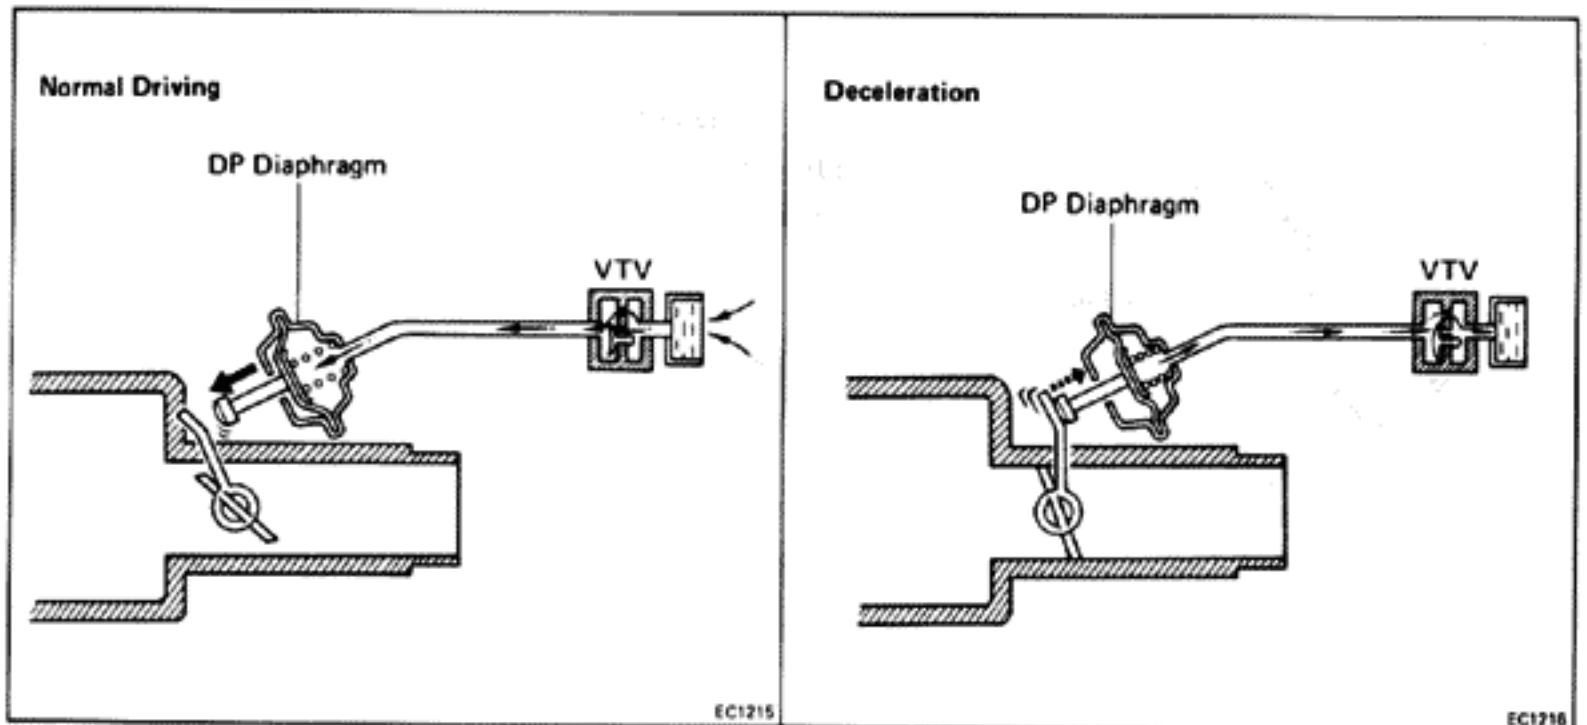 Normal Driving
DP Diaphragm
VTV
EC1215
Deceleration
DP Diaphragm
VTV
EC1216